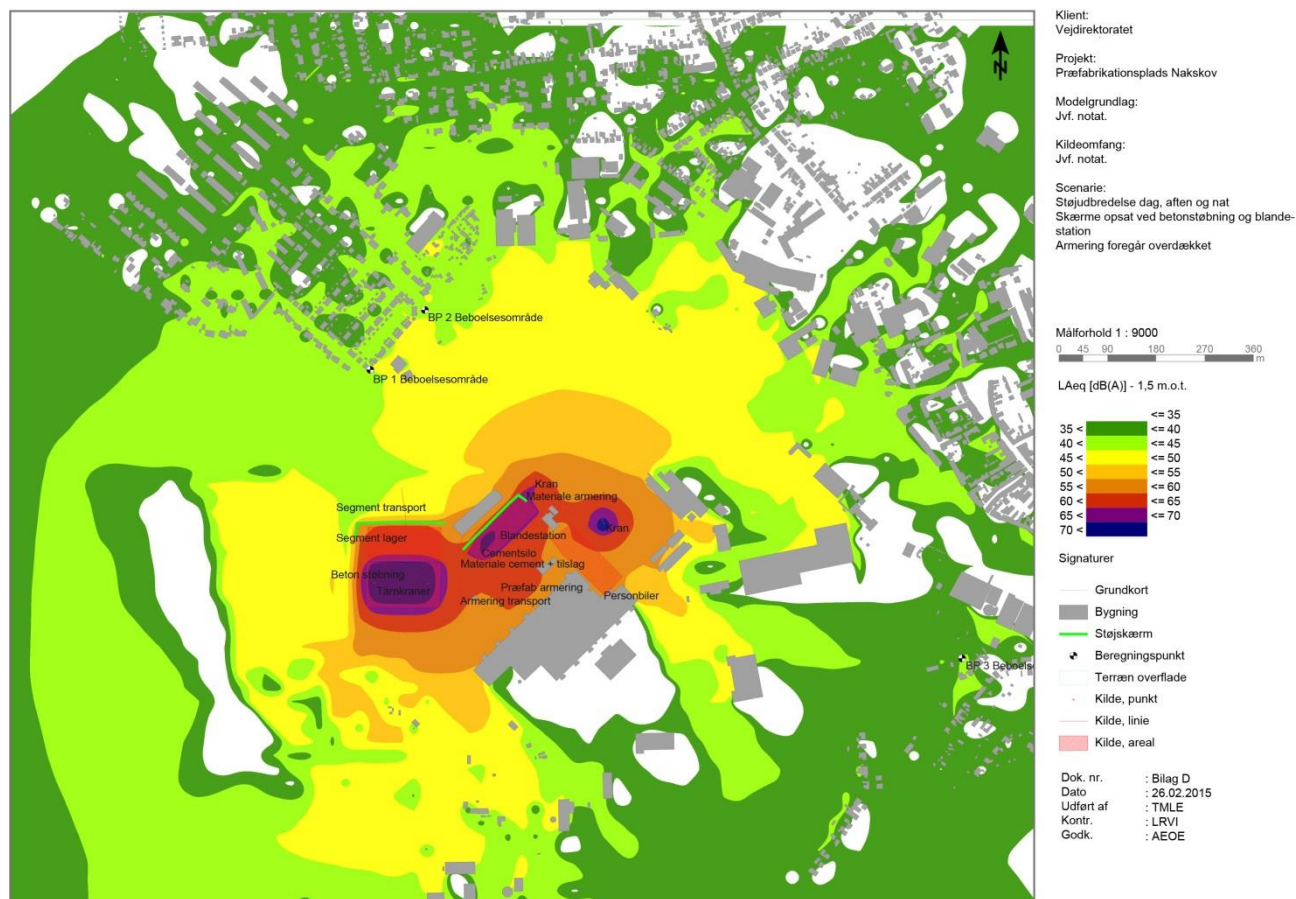 Klient:
Vejdirektoratet
Projekt:
Præfabrikationsplads Nakskov
Modelgrundlag:
Jvf. notat.
Kildeomfang:
Jvf. notat.
Scenarie:
Støjudbredelse dag, aften og nat
Skærme opsat ved betonstøbning og blande-
station
Armering foregår overdækket
N
BP 2 Beboelsesområde
BP 1 Beboelsesområde
Kran
Materiale armering
Segment transport
Kran
Segment lager
Blandestation
Cementsilo
Materiale cement + tilslag
Beton støbning
Tårnkraner
Præfab armering
Personbiler
Armering transport
BP 3 Beboelse
Målforhold 1 : 9000
0 45 90 180 270 360
m
LAeq [dB(A)] - 1,5 m.o.t.
<= 35
35 < <= 40
40 < <= 45
45 < <= 50
50 < <= 55
55 < <= 60
60 < <= 65
65 < <= 70
70 <
Signaturer
Grundkort
Bygning
Støjskærm
Beregningspunkt
Terræn overflade
Kilde, punkt
Kilde, linie
Kilde, areal
Dok. nr. : Bilag D
Dato : 26.02.2015
Udført af : TMLE
Kontr. : LRVI
Godk. : AEOE